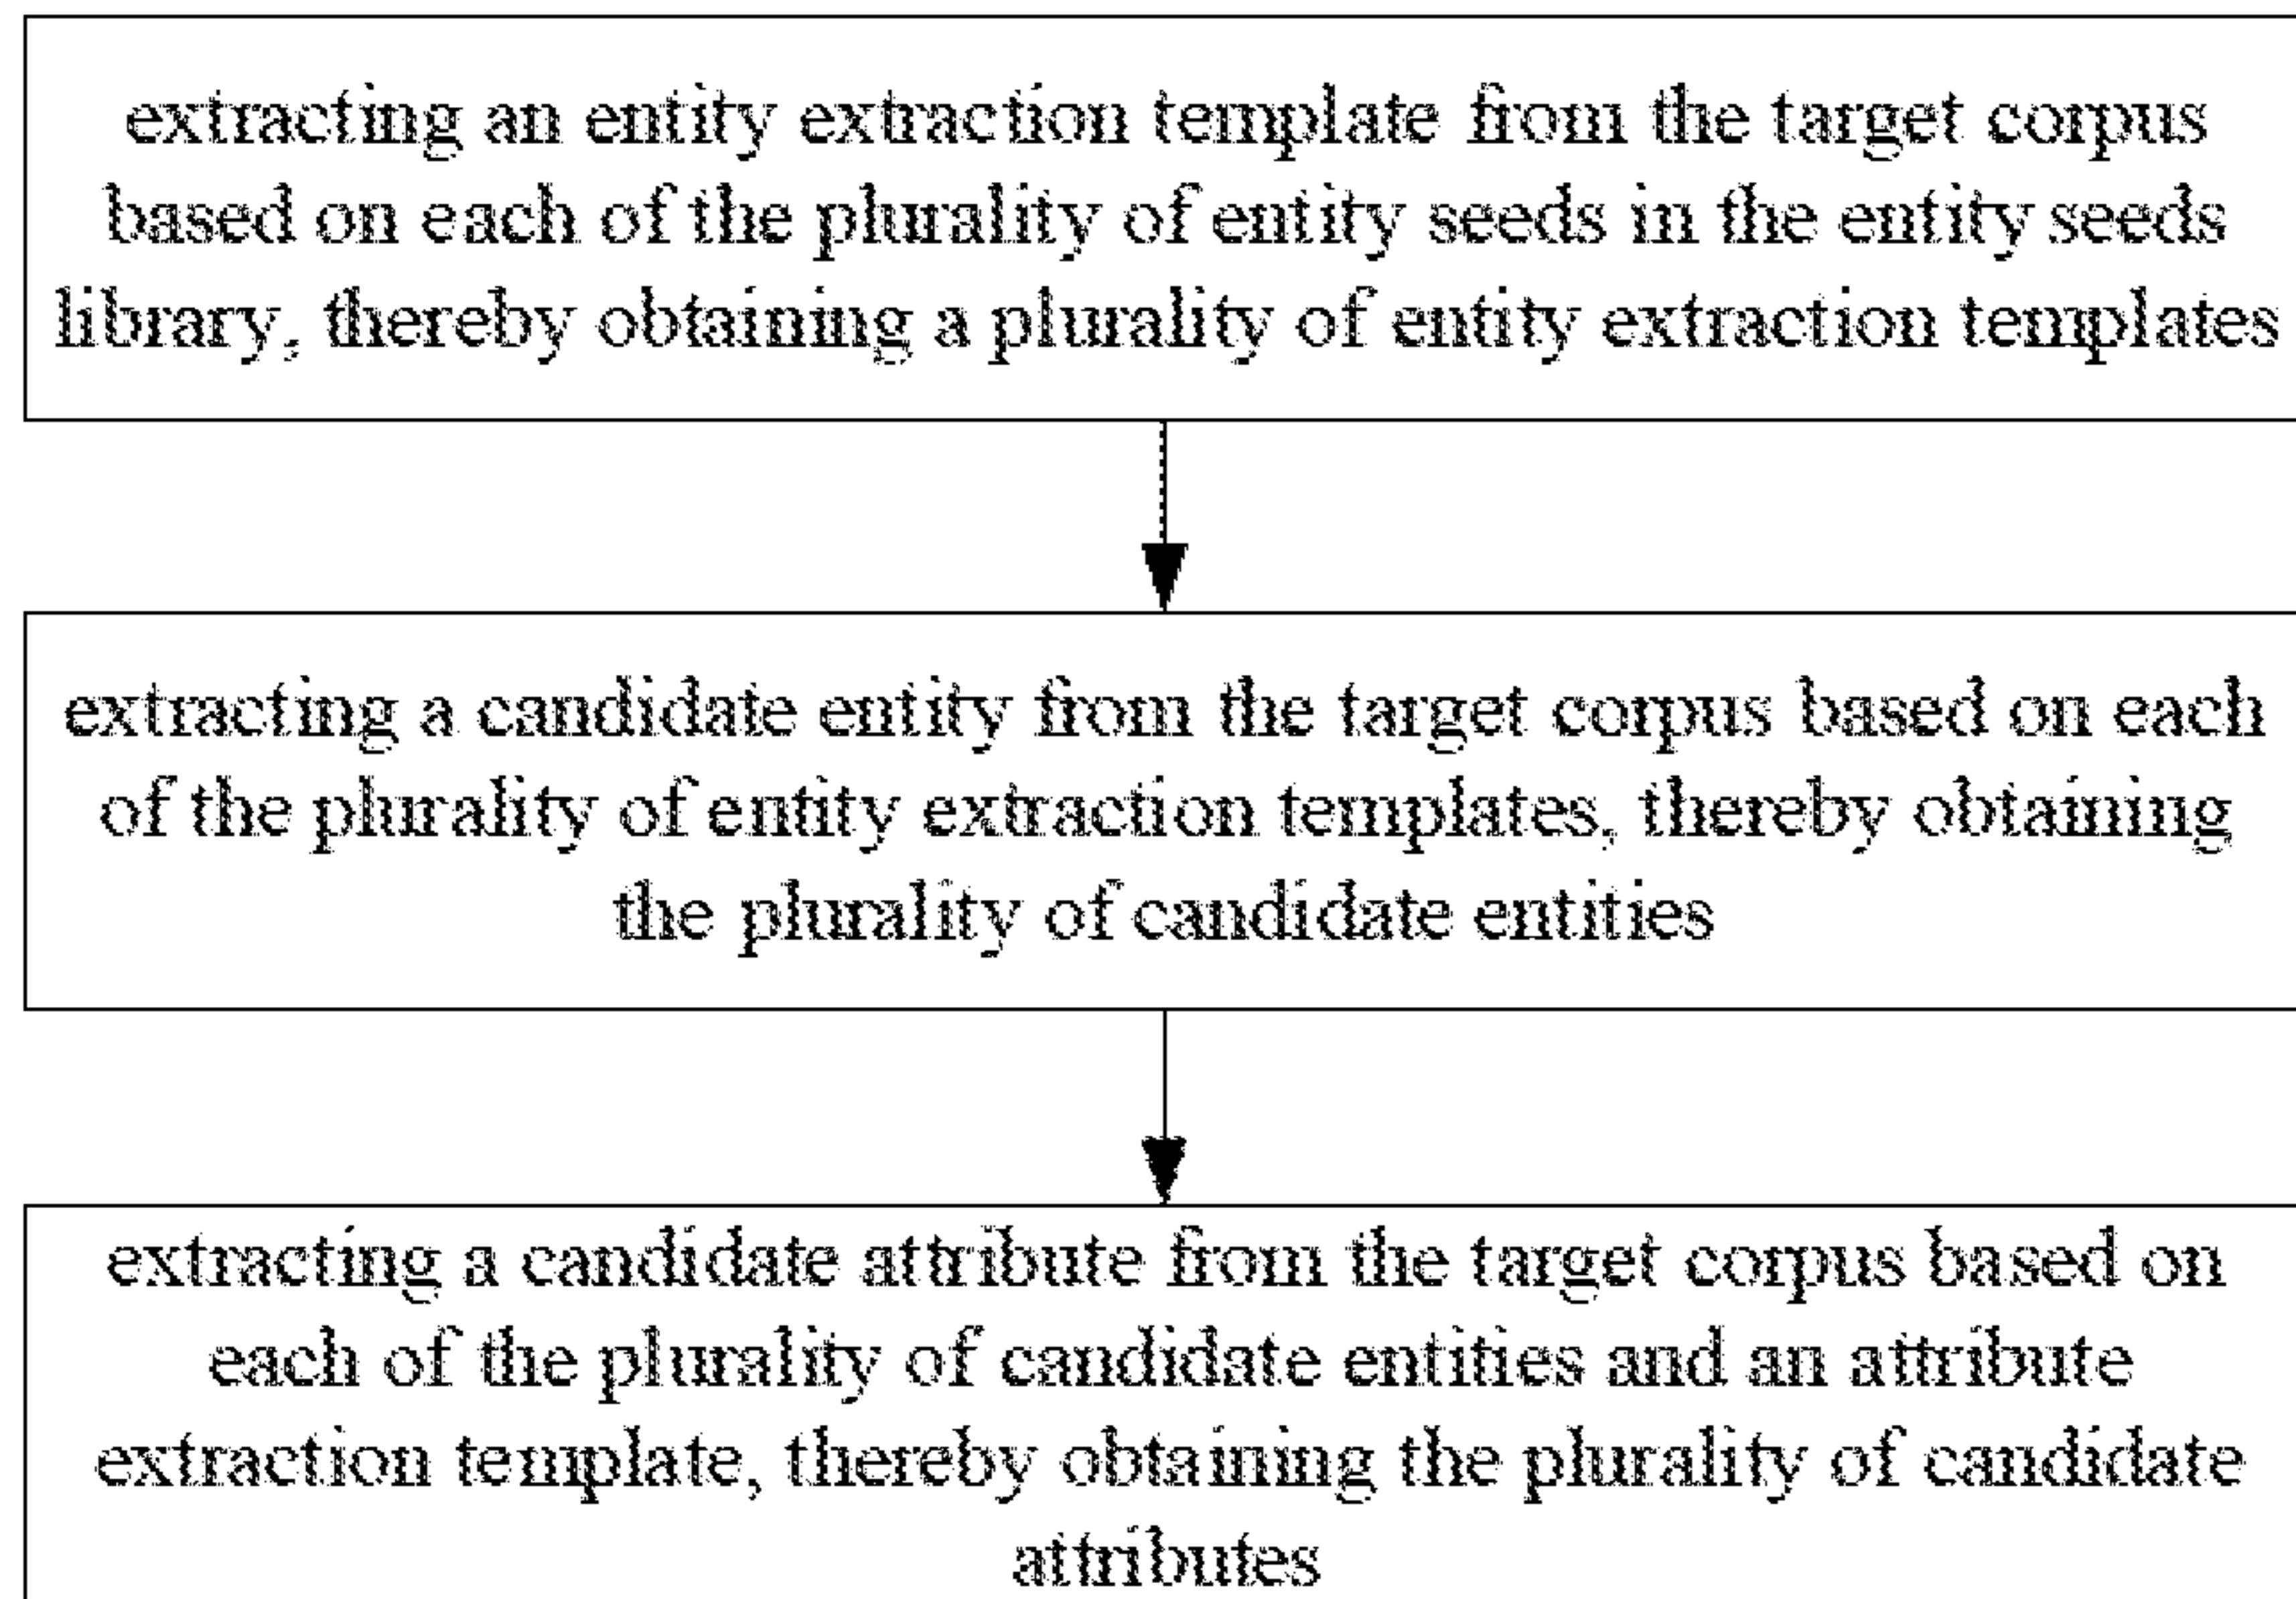 extracting an entity extraction template from the target corpus
based on each of the plurality of entity seeds in the entity seeds
library, thereby obtaining a plurality of entity extraction templates
extracting a candidate entity from the target corpus based on each
of the plurality of entity extraction templates, thereby obtaining
the plurality of candidate entities
extracting a candidate attribute from the target corpus based on
each of the plurality of candidate entities and an attribute
extraction template, thereby obtaining the plurality of candidate
attributes